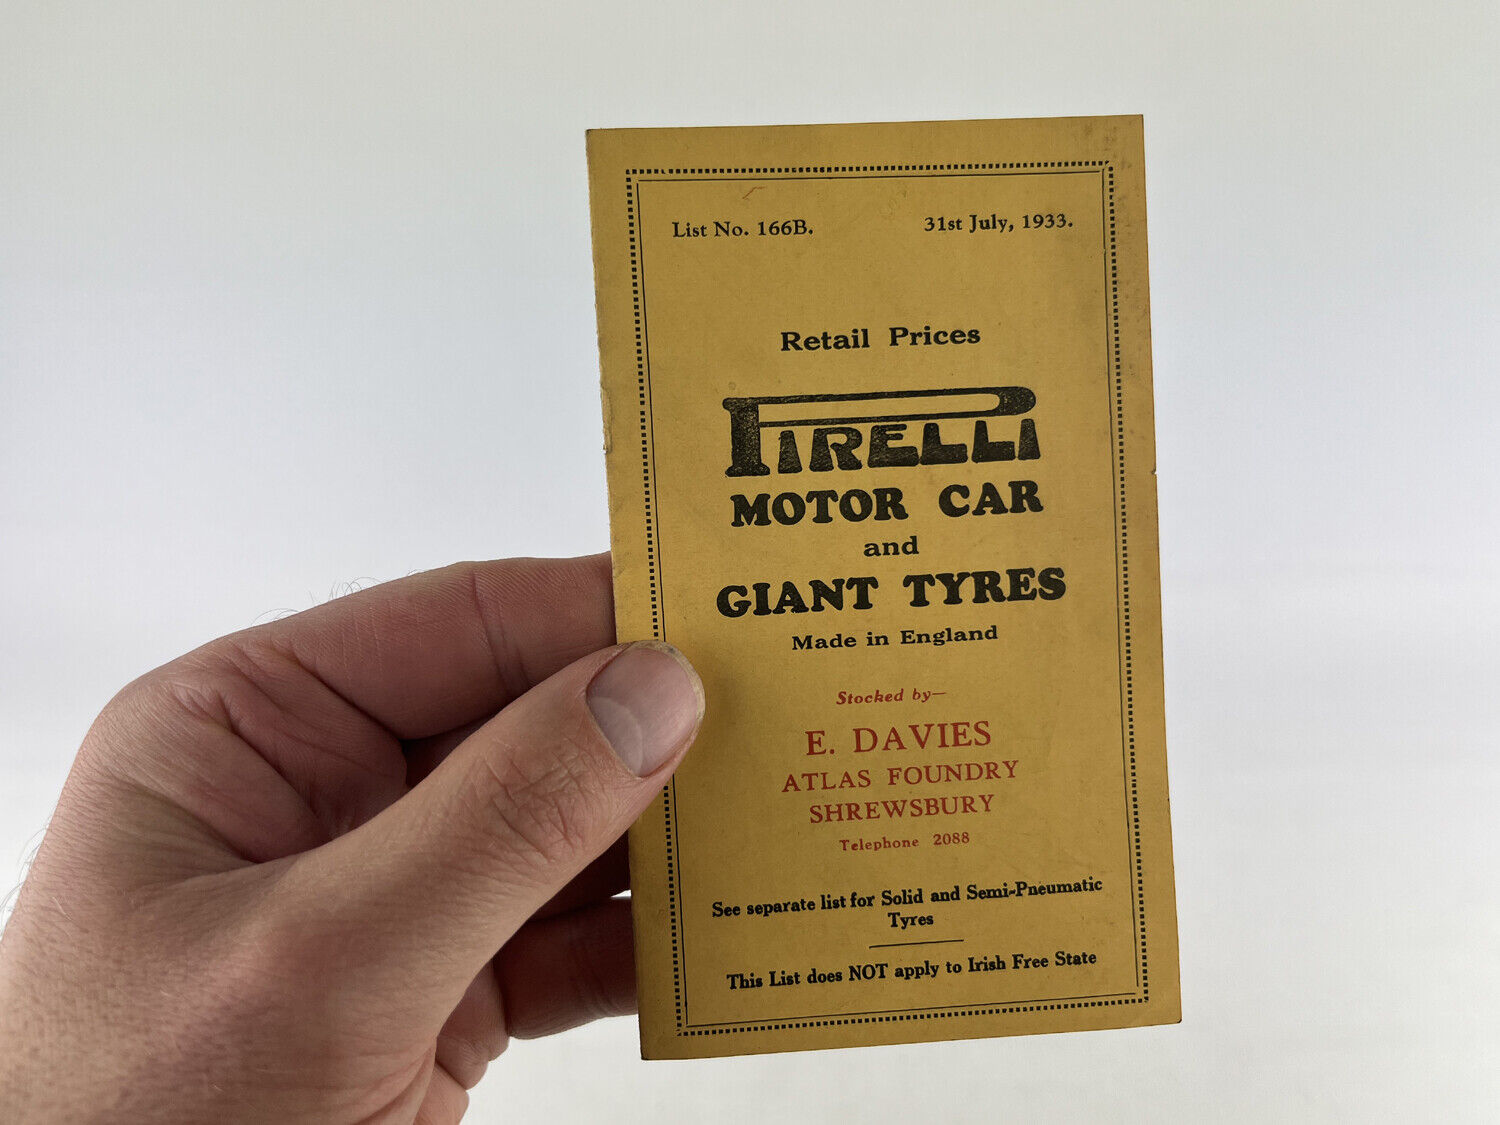 List No. 166B. 31st July, 1933.
Retail Prices
PIRELLI
MOTOR CAR
and
GIANT TYRES
Made in England
Stocked by—
E. DAVIES
ATLAS FOUNDRY
SHREWSBURY
Telephone 2088
See separate list for Solid and Semi-Pneumatic
Tyres
This List does NOT apply to Irish Free State